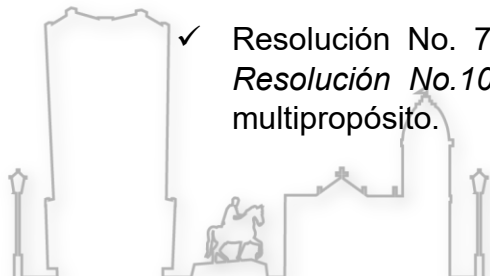 ✓ Resolución No. 7
Resolución No.10
multipropósito.